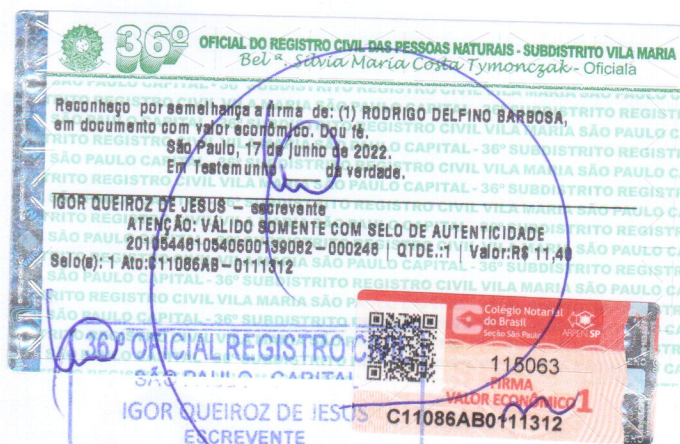 36º OFICIAL DO REGISTRO CIVIL DAS PESSOAS NATURAIS - SUBDISTRITO VILA MARIA
Bel ª. Silvia Maria Costa Tymonczak - Oficiala
Reconheço por semelhança a firma de: (1) RODRIGO DELFINO BARBOSA,
em documento com valor econômico. Dou fé.
São Paulo, 17 de junho de 2022.
Em Testemunho ____ da verdade.
IGOR QUEIROZ DE JESUS - escrevente
ATENÇÃO: VÁLIDO SOMENTE COM SELO DE AUTENTICIDADE
- 000246 | QTDE.:1 | Valor:R$ 11,40
Selo(s): 1 Ato:C11086AB-0111312
Colégio Notarial
do Brasil
Seção São Paulo
ARPEN SP
115063
FIRMA
VALOR ECONÔMICO 1
C11086AB0111312
36º OFICIAL REGISTRO C
SÃO PAULO - CAPITAL
IGOR QUEIROZ DE JESUS
ESCREVENTE